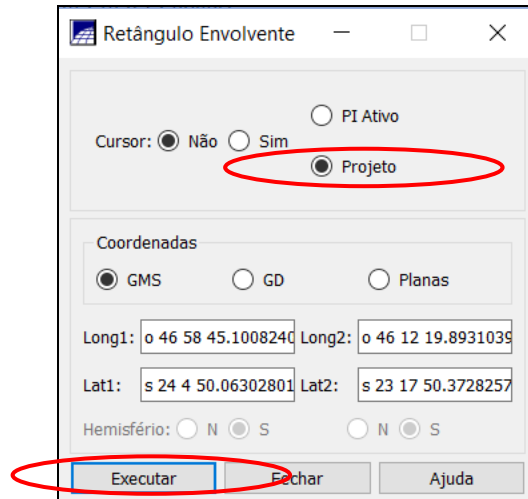 Retângulo Envolvente
PI Ativo
Cursor: Não Sim
Projeto
Coordenadas
GMS GD Planas
Long1: o 46 58 45.1008240 Long2: o 46 12 19.8931039
Lat1: s 24 4 50.06302801 Lat2: s 23 17 50.3728257
Hemisfério: N S N S
Executar Fechar Ajuda